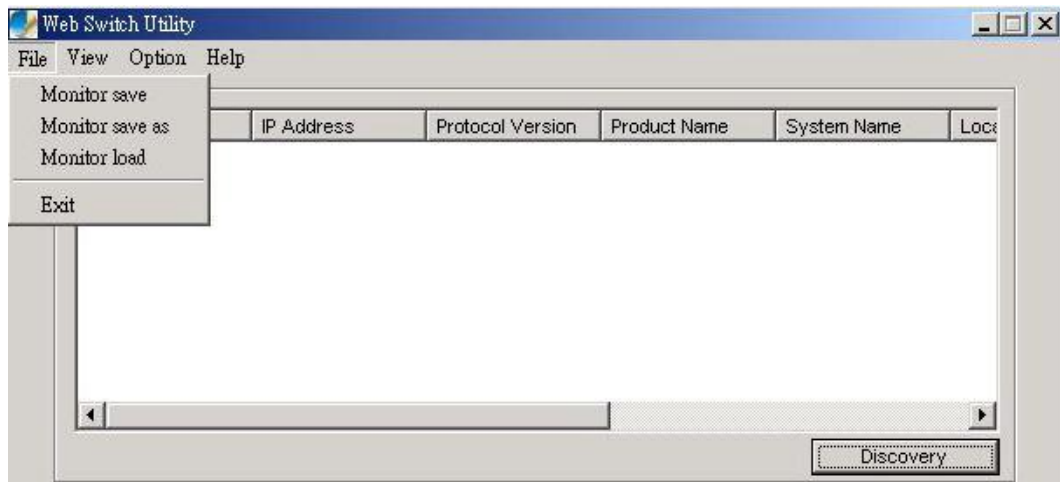 Web Switch Utility
File View Option Help
Monitor save
Monitor save as
Monitor load
Exit
IP Address Protocol Version Product Name System Name Loca
Discovery